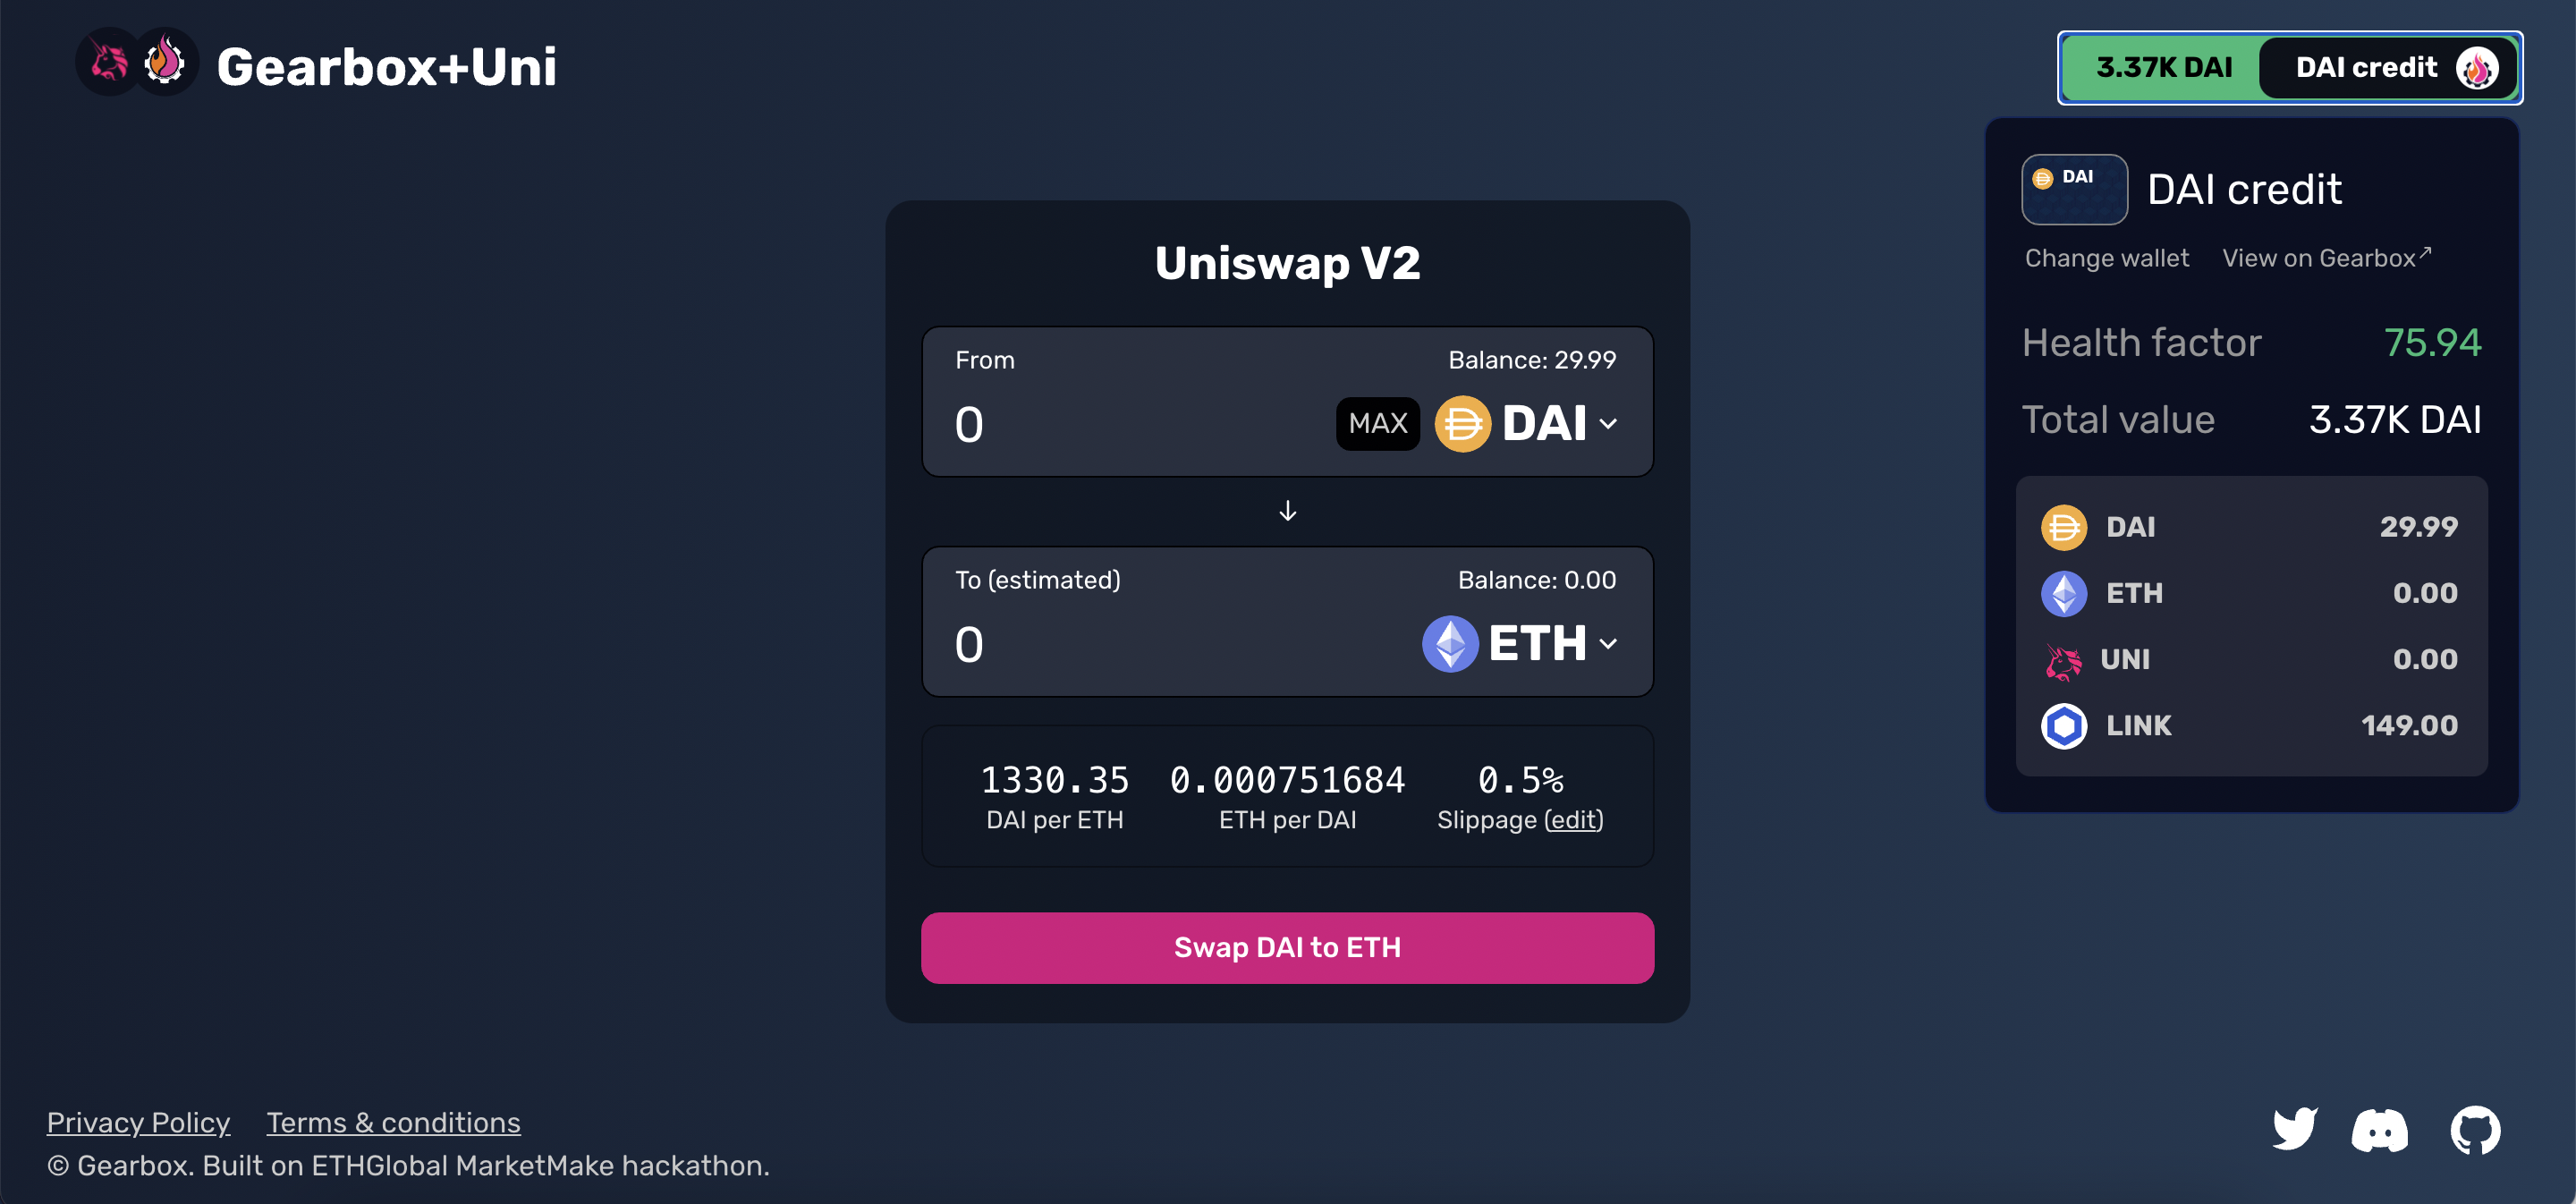 Gearbox+Uni
3.37K DAI DAI credit
DAI DAI credit
Change wallet View on Gearbox↗
Health factor 75.94
Total value 3.37K DAI
DAI 29.99
ETH 0.00
UNI 0.00
LINK 149.00
Uniswap V2
From Balance: 29.99
0 MAX DAI
To (estimated) Balance: 0.00
0 ETH
1330.35 0.000751684 0.5%
DAI per ETH ETH per DAI Slippage (edit)
Swap DAI to ETH
Privacy Policy Terms & conditions
© Gearbox. Built on ETHGlobal MarketMake hackathon.